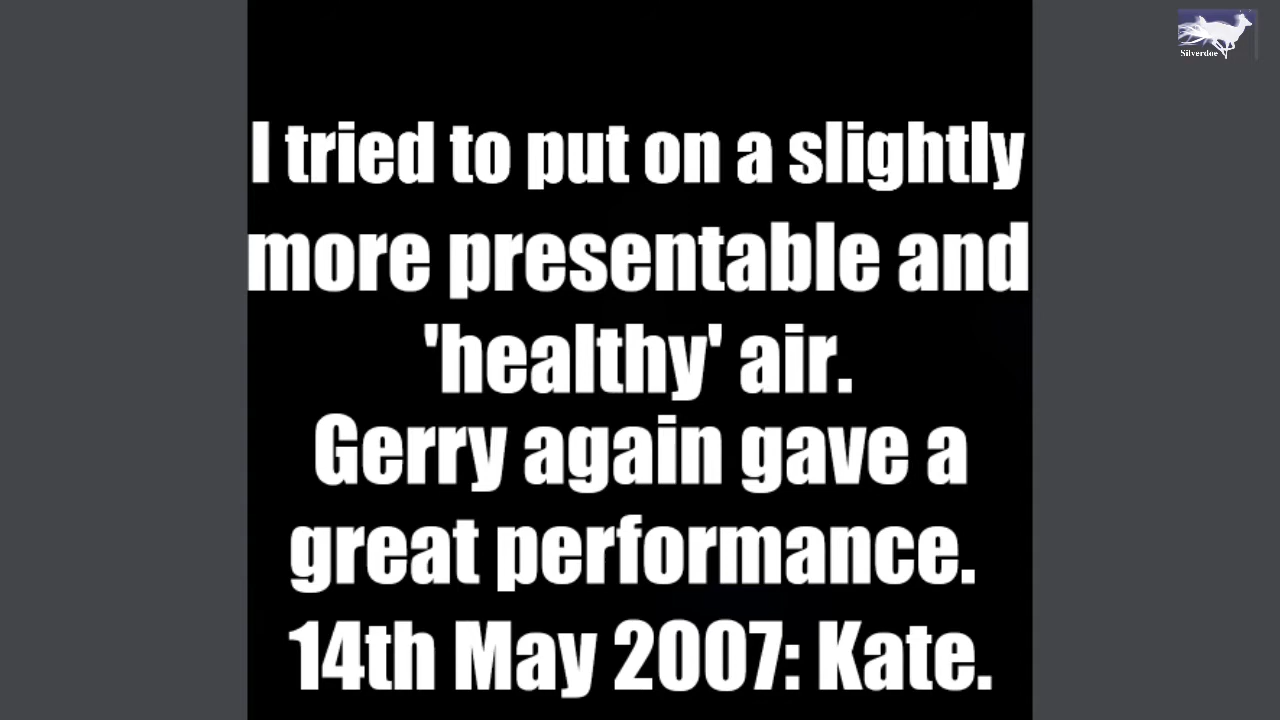 Silverdoe
I tried to put on a slightly
more presentable and
'healthy' air.
Gerry again gave a
great performance.
14th May 2007: Kate.